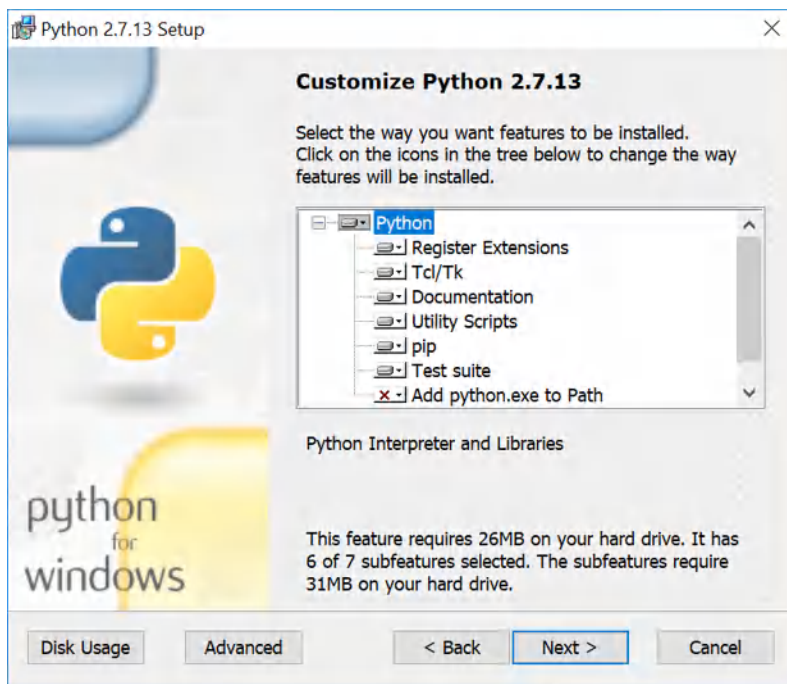 Python 2.7.13 Setup
Customize Python 2.7.13
Select the way you want features to be installed.
Click on the icons in the tree below to change the way
features will be installed.
Python
Register Extensions
Tcl/Tk
Documentation
Utility Scripts
pip
Test suite
Add python.exe to Path
Python Interpreter and Libraries
python
for
windows
This feature requires 26MB on your hard drive. It has
6 of 7 subfeatures selected. The subfeatures require
31MB on your hard drive.
Disk Usage
Advanced
< Back
Next >
Cancel